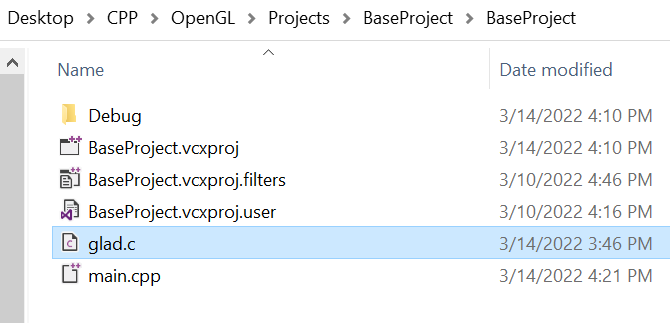 Desktop > CPP > OpenGL > Projects > BaseProject > BaseProject
Name Date modified
Debug 3/14/2022 4:10 PM
BaseProject.vcxproj 3/14/2022 4:10 PM
BaseProject.vcxproj.filters 3/10/2022 4:46 PM
BaseProject.vcxproj.user 3/10/2022 4:16 PM
glad.c 3/14/2022 3:46 PM
main.cpp 3/14/2022 4:21 PM